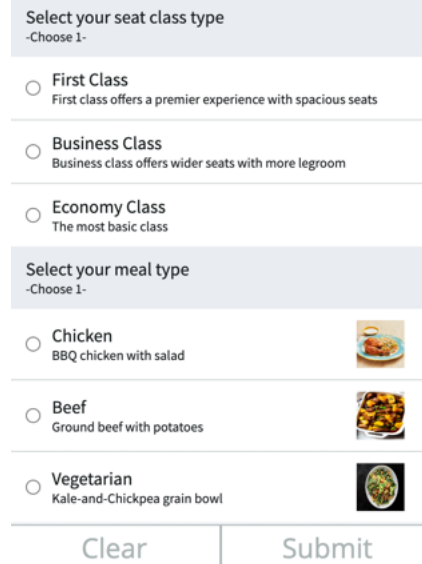 Select your seat class type
-Choose 1-
First Class
First class offers a premier experience with spacious seats
Business Class
Business class offers wider seats with more legroom
Economy Class
The most basic class
Select your meal type
-Choose 1-
Chicken
BBQ chicken with salad
Beef
Ground beef with potatoes
Vegetarian
Kale-and-Chickpea grain bowl
Clear
Submit